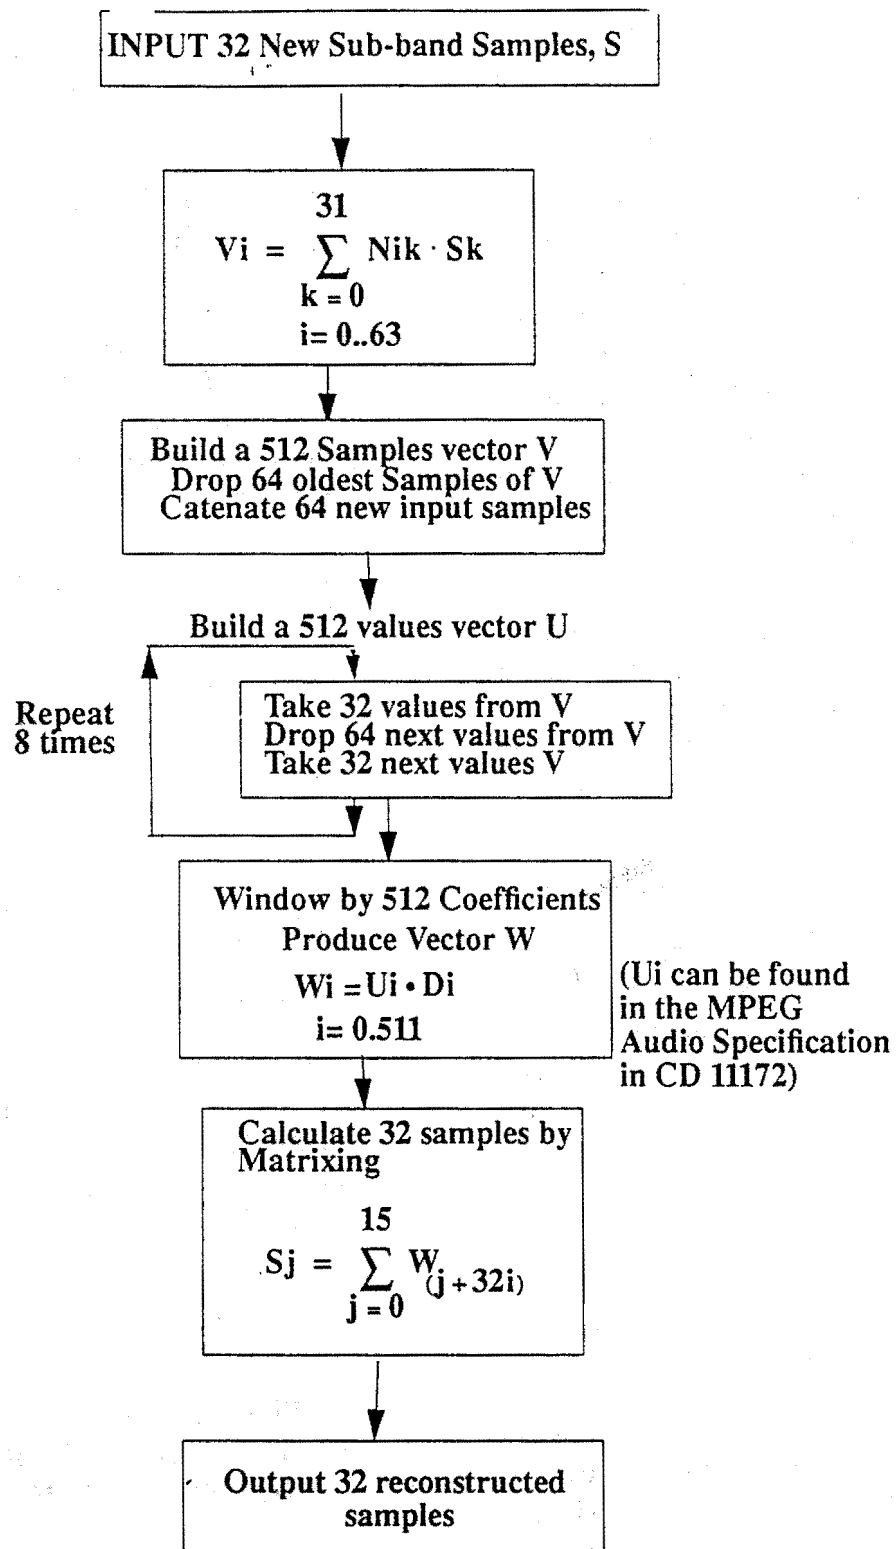 INPUT 32 New Sub-band Samples, S
31
Vi = ∑ Nik · Sk
k = 0
i= 0..63
Build a 512 Samples vector V
Drop 64 oldest Samples of V
Catenate 64 new input samples
Build a 512 values vector U
Repeat
8 times
Take 32 values from V
Drop 64 next values from V
Take 32 next values V
Window by 512 Coefficients
Produce Vector W
Wi = Ui • Di
i= 0.511
(Ui can be found
in the MPEG
Audio Specification
in CD 11172)
Calculate 32 samples by
Matrixing
15
Sj = ∑ W(j + 32i)
j = 0
Output 32 reconstructed
samples